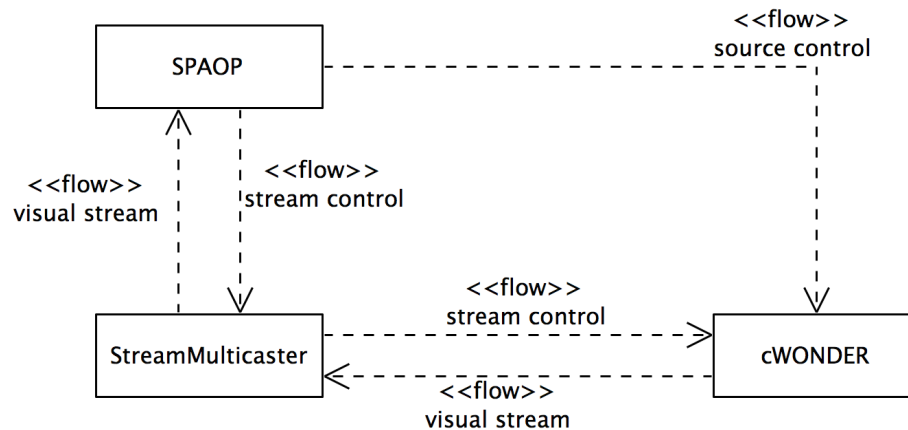 <<flow>>
source control
SPAOP
<<flow>>
stream control
<<flow>>
visual stream
<<flow>>
stream control
StreamMulticaster
cWONDER
<<flow>>
visual stream